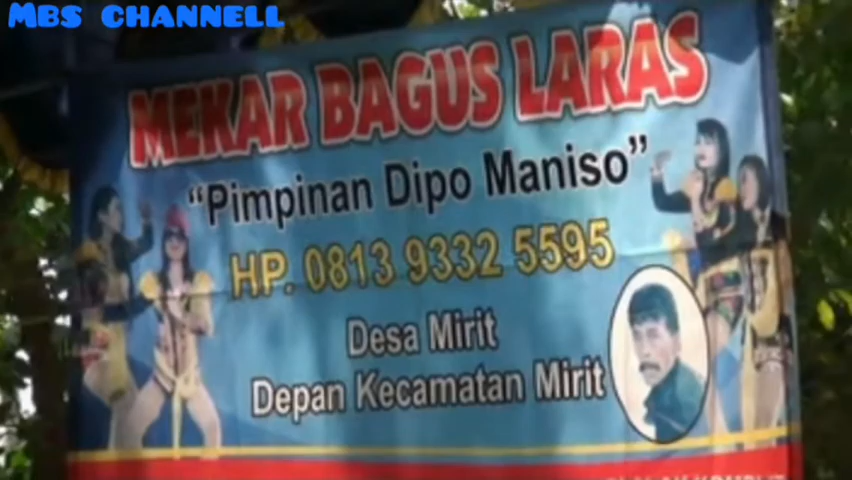 MBS CHANNELL
MEKAR BAGUS LARAS
"Pimpinan Dipo Maniso"
HP. 0813 9332 5595
Desa Mirit
Depan Kecamatan Mirit